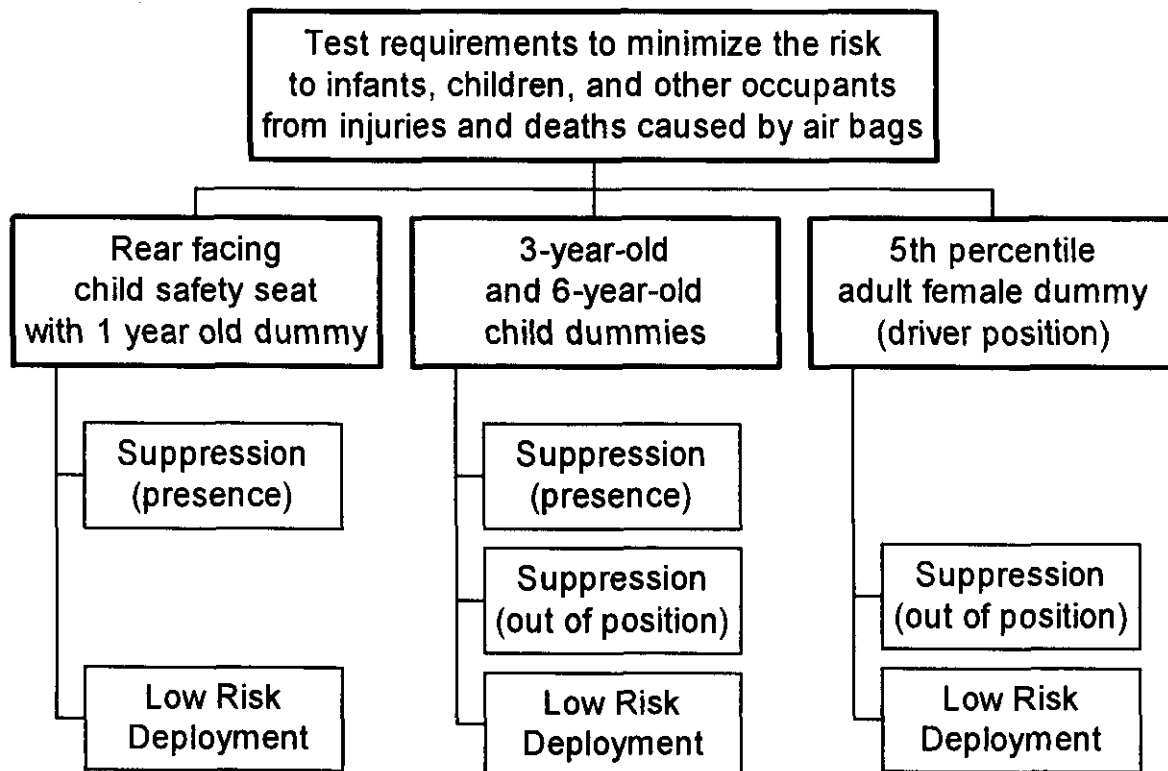 Test requirements to minimize the risk
to infants, children, and other occupants
from injuries and deaths caused by air bags
Rear facing
child safety seat
with 1 year old dummy
3-year-old
and 6-year-old
child dummies
5th percentile
adult female dummy
(driver position)
Suppression
(presence)
Low Risk
Deployment
Suppression
(presence)
Suppression
(out of position)
Low Risk
Deployment
Suppression
(out of position)
Low Risk
Deployment